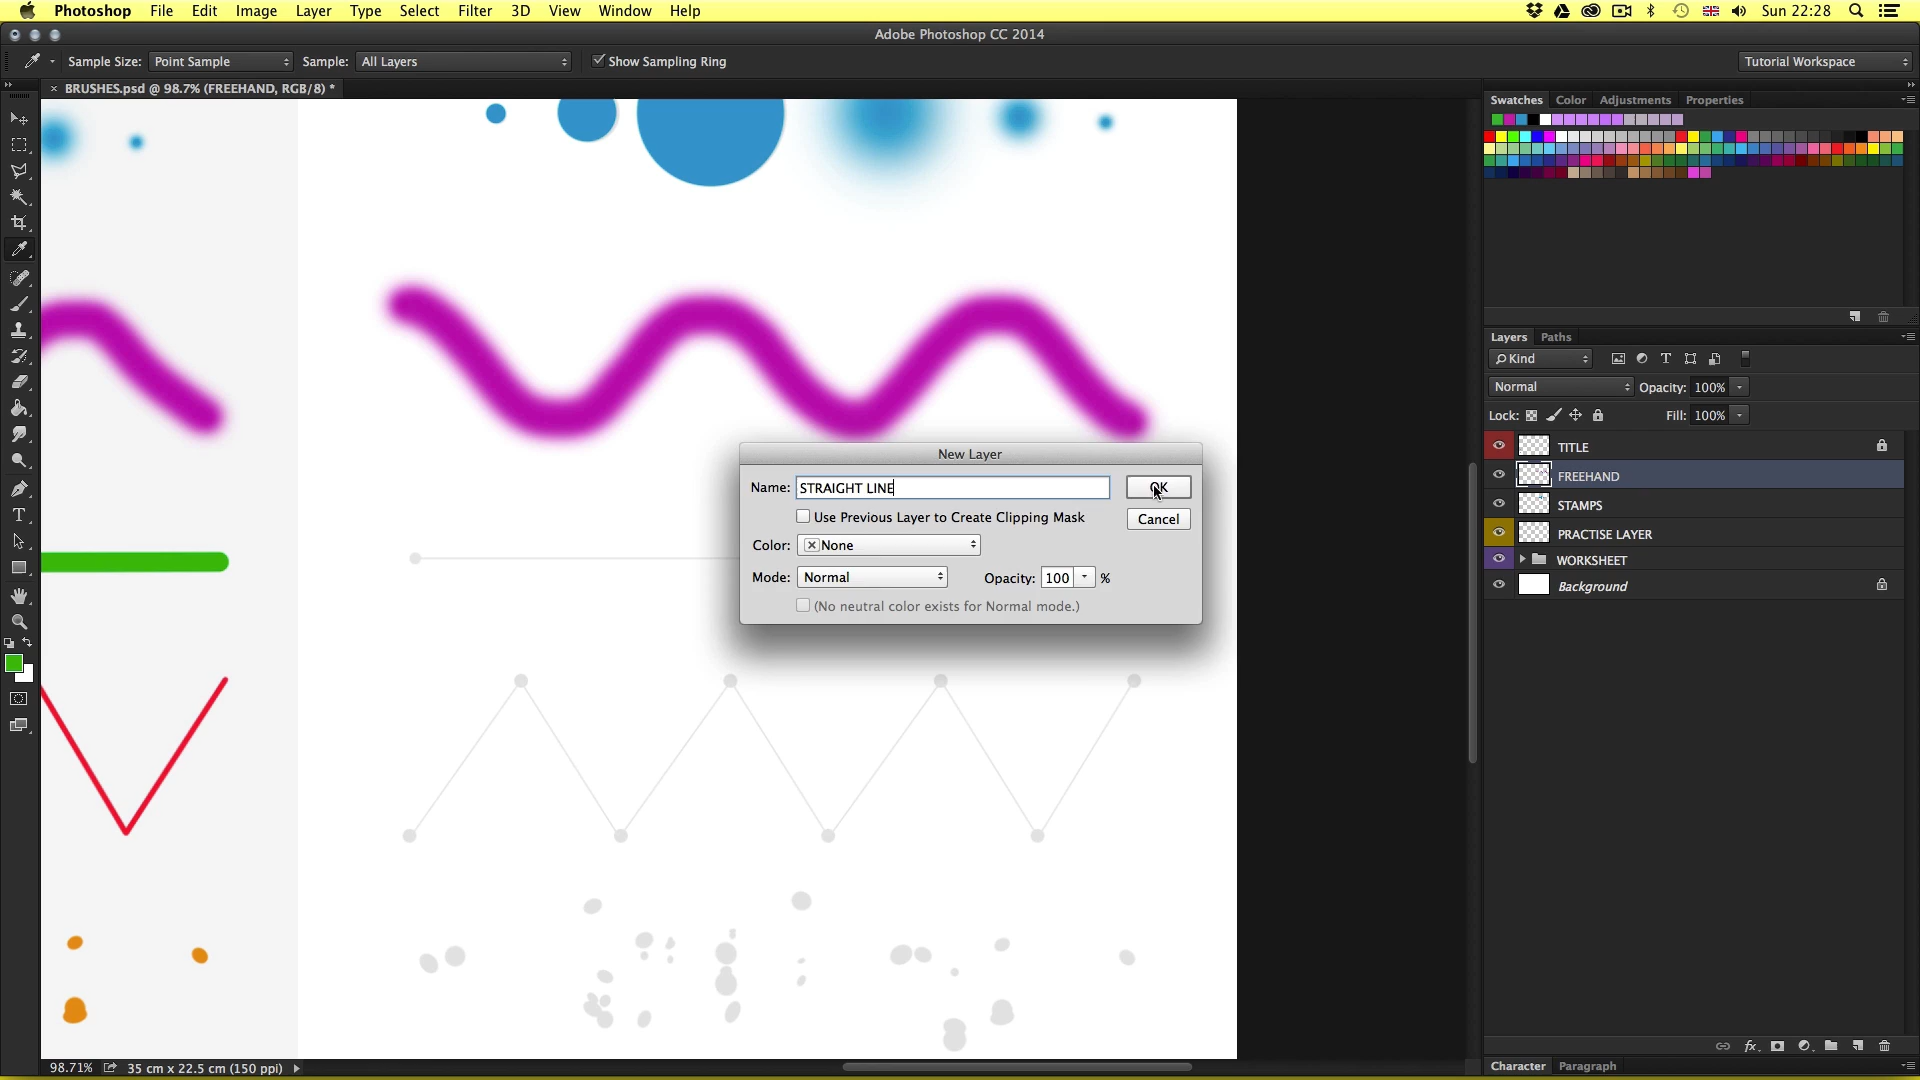 Photoshop File Edit Image Layer Type Select Filter 3D View Window Help Sun 22:28
Adobe Photoshop CC 2014
Sample Size: Point Sample Sample: All Layers Show Sampling Ring Tutorial Workspace
BRUSHES.psd @ 98.7% (FREEHAND, RGB/8) *
Swatches Color Adjustments Properties
Layers Paths
Kind
Normal Opacity: 100%
Lock: Fill: 100%
TITLE
FREEHAND
STAMPS
PRACTISE LAYER
WORKSHEET
Background
New Layer
Name: STRAIGHT LINE OK
Use Previous Layer to Create Clipping Mask Cancel
Color: None
Mode: Normal Opacity: 100 %
(No neutral color exists for Normal mode.)
98.71% 35 cm x 22.5 cm (150 ppi)
Character Paragraph